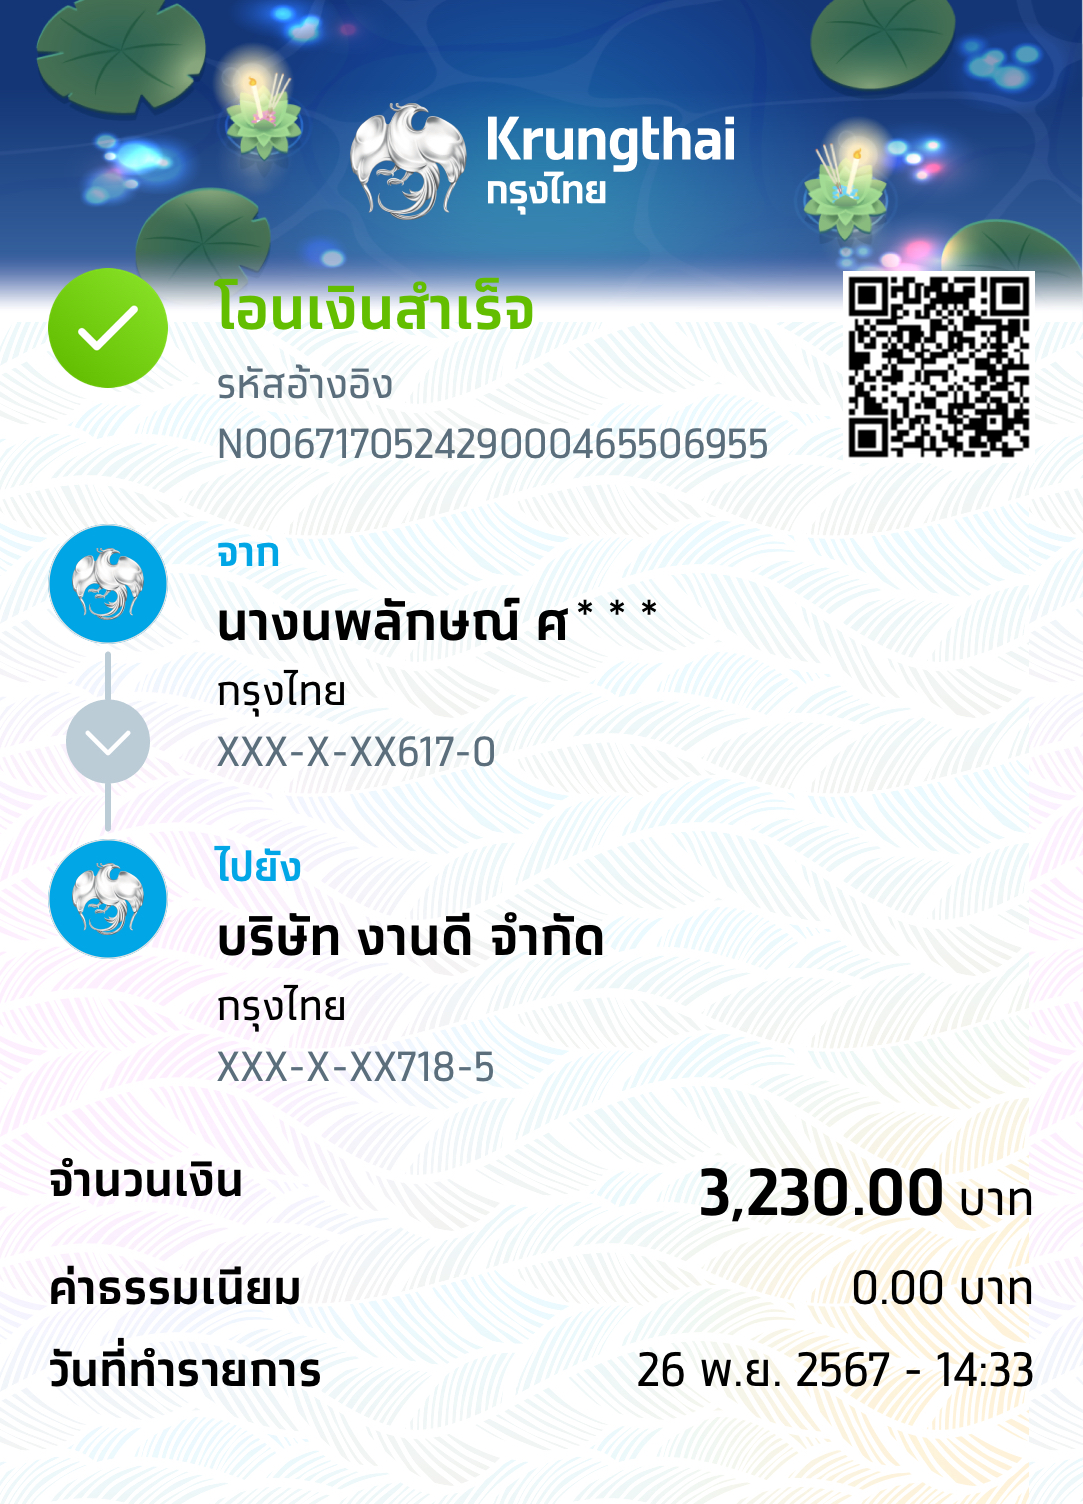 Krungthai
กรุงไทย
โอนเงินสำเร็จ
รหัสอ้างอิง
N006717052429000465506955
จาก
นางนพลักษณ์ ศ***
กรุงไทย
XXX-X-XX617-0
ไปยัง
บริษัท งานดี จำกัด
กรุงไทย
XXX-X-XX718-5
จำนวนเงิน 3,230.00 บาท
ค่าธรรมเนียม 0.00 บาท
วันที่ทำรายการ 26 พ.ย. 2567 - 14:33